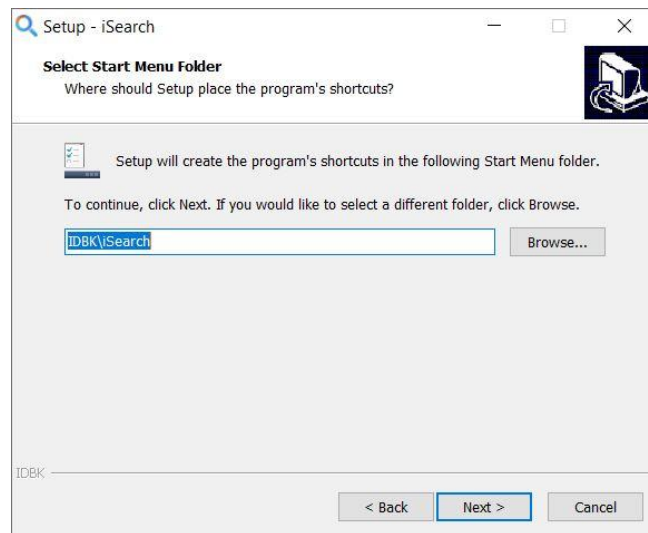 Setup - iSearch
Select Start Menu Folder
Where should Setup place the program's shortcuts?
Setup will create the program's shortcuts in the following Start Menu folder.
To continue, click Next. If you would like to select a different folder, click Browse.
IDBK\iSearch
Browse...
IDBK
< Back
Next >
Cancel